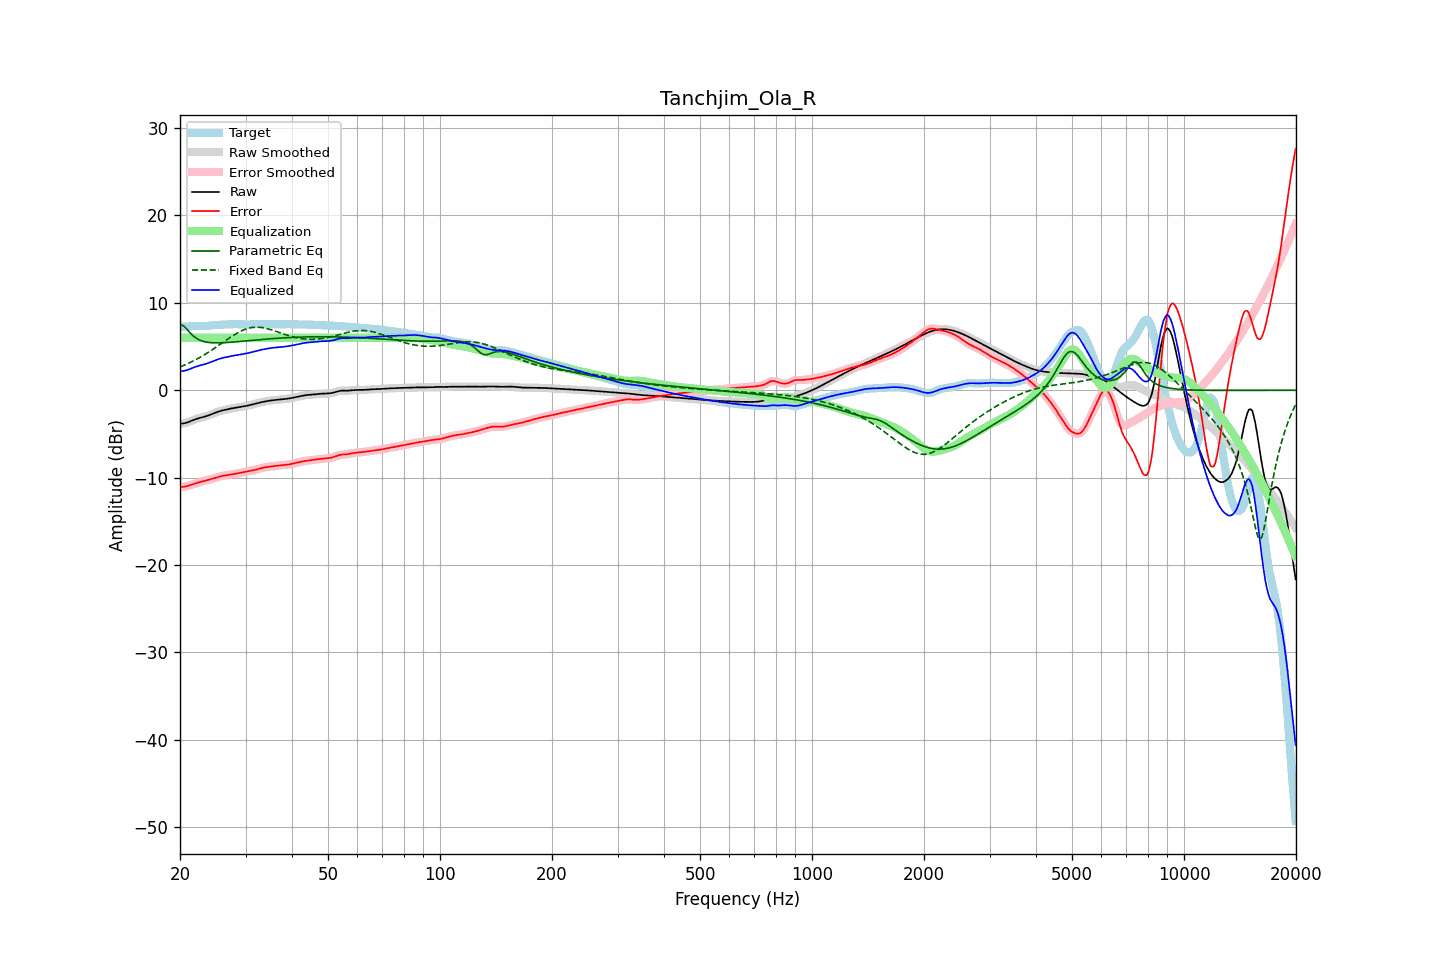 Tanchjim_Ola_R
Target
Raw Smoothed
Error Smoothed
Raw
Error
Equalization
Parametric Eq
Fixed Band Eq
Equalized
30
20
10
0
−10
−20
−30
−40
−50
Amplitude (dBr)
20
50
100
200
500
1000
2000
5000
10000
20000
Frequency (Hz)